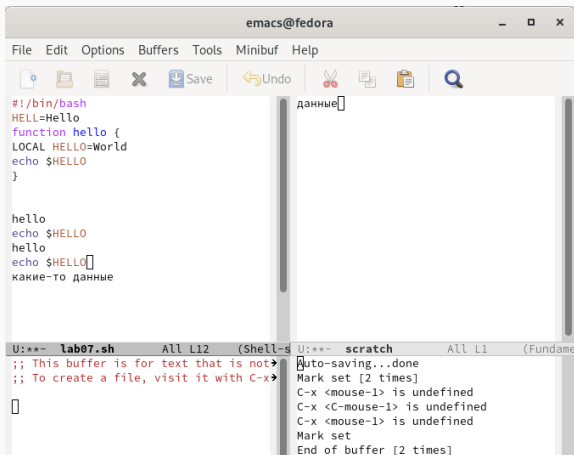 emacs@fedora
File Edit Options Buffers Tools Minibuf Help
Save Undo
#!/bin/bash
HELL=Hello
function hello {
LOCAL HELLO=World
echo $HELLO
}
hello
echo $HELLO
hello
echo $HELLO
какие-то данные
U:**- lab07.sh All L12 (Shell-s
данные
U:**- scratch All L1 (Fundame
;; This buffer is for text that is not
;; To create a file, visit it with C-x
Auto-saving...done
Mark set [2 times]
C-x <mouse-1> is undefined
C-x <C-mouse-1> is undefined
C-x <mouse-1> is undefined
Mark set
End of buffer [2 times]